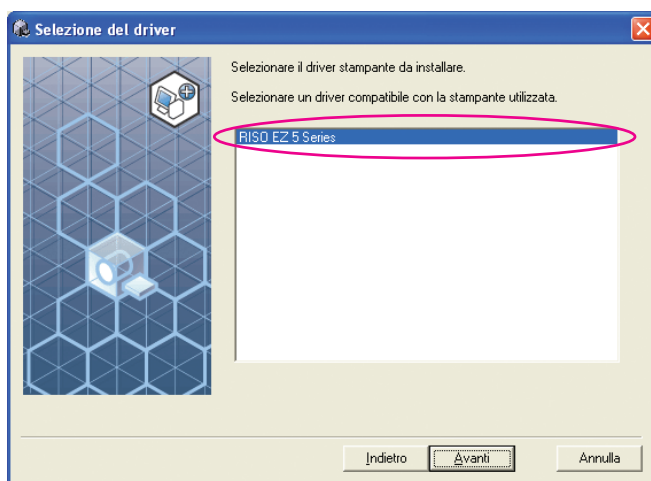 Selezione del driver
Selezionare il driver stampante da installare.
Selezionare un driver compatibile con la stampante utilizzata.
RISO EZ 5 Series
Indietro Avanti Annulla